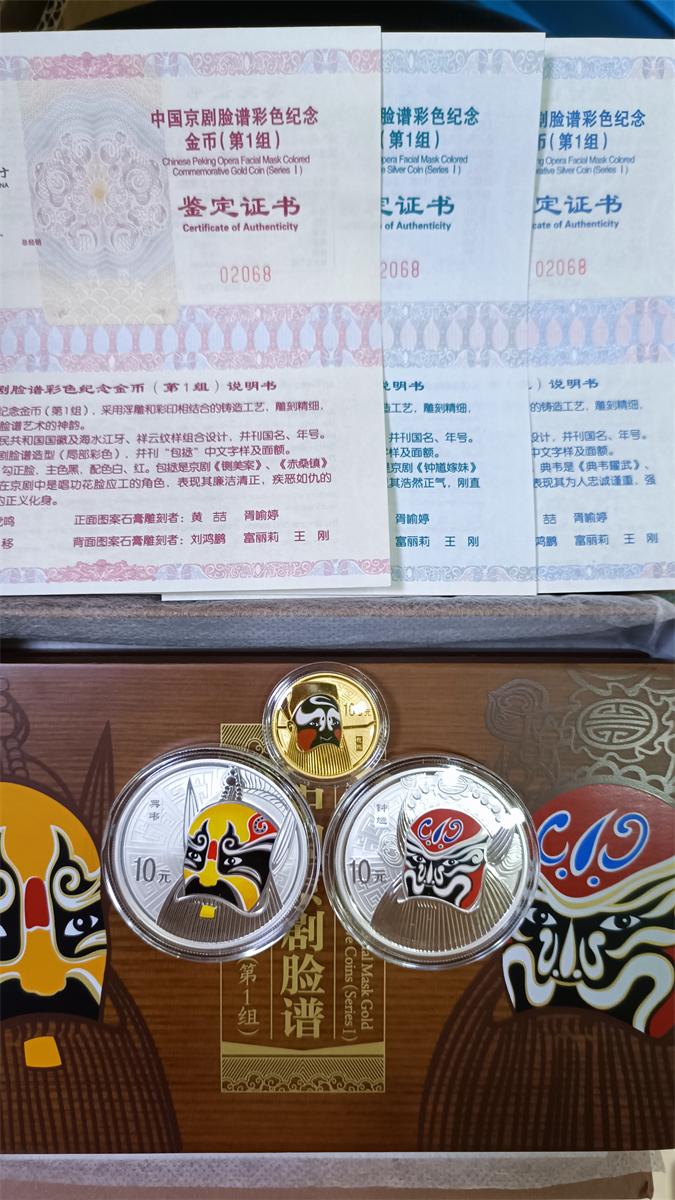 中国京剧脸谱彩色纪念
金币(第1组)
Chinese Peking Opera Facial Mask Colored
Commemorative Gold Coin (Series Ⅰ)
鉴定证书
Certificate of Authenticity
02068
总经销
剧脸谱彩色纪念金币(第1组)说明书
纪念金币(第1组),采用浮雕和彩印相结合的铸造工艺,雕刻精细,
脸谱艺术的神韵。
民共和国国徽及海水江牙、祥云纹样组合设计,并刊国名、年号。
剧脸谱造型(局部彩色),并刊“包拯”中文字样及面额。
勾正脸,主色黑,配色白、红。包拯是京剧《铡美案》、《赤桑镇》
在京剧中是唱功花脸应工的角色,表现其廉洁清正,疾恶如仇的
的正义化身。
鸣 正面图案石膏雕刻者:黄 喆 胥喻婷
移 背面图案石膏雕刻者:刘鸿鹏 富丽莉 王 刚
脸谱彩色纪念
(第1组)
pera Facial Mask Colored
e Silver Coin (Series Ⅰ)
定证书
of Authenticity
2068
)说明书
的铸造工艺,雕刻精细,
设计,并刊国名、年号。
样及面额。
京剧《钟馗嫁妹
其浩然正气,刚直
胥喻婷
富丽莉 王 刚
剧脸谱彩色纪念
(第1组)
Opera Facial Mask Colored
rative Silver Coin (Series Ⅰ)
定证书
of Authenticity
02068
)说明书
的铸造工艺,雕刻精细,
设计,并刊国名、年号。
文字样及面额。
典韦是《典韦耀武》、
表现其为人忠诚谨重,强
喆 胥喻婷
鸿鹏 富丽莉 王 刚
典韦
10元
钟馗
10元
剧脸谱
(第1组)
al Mask Gold
e Coins (Series Ⅰ)